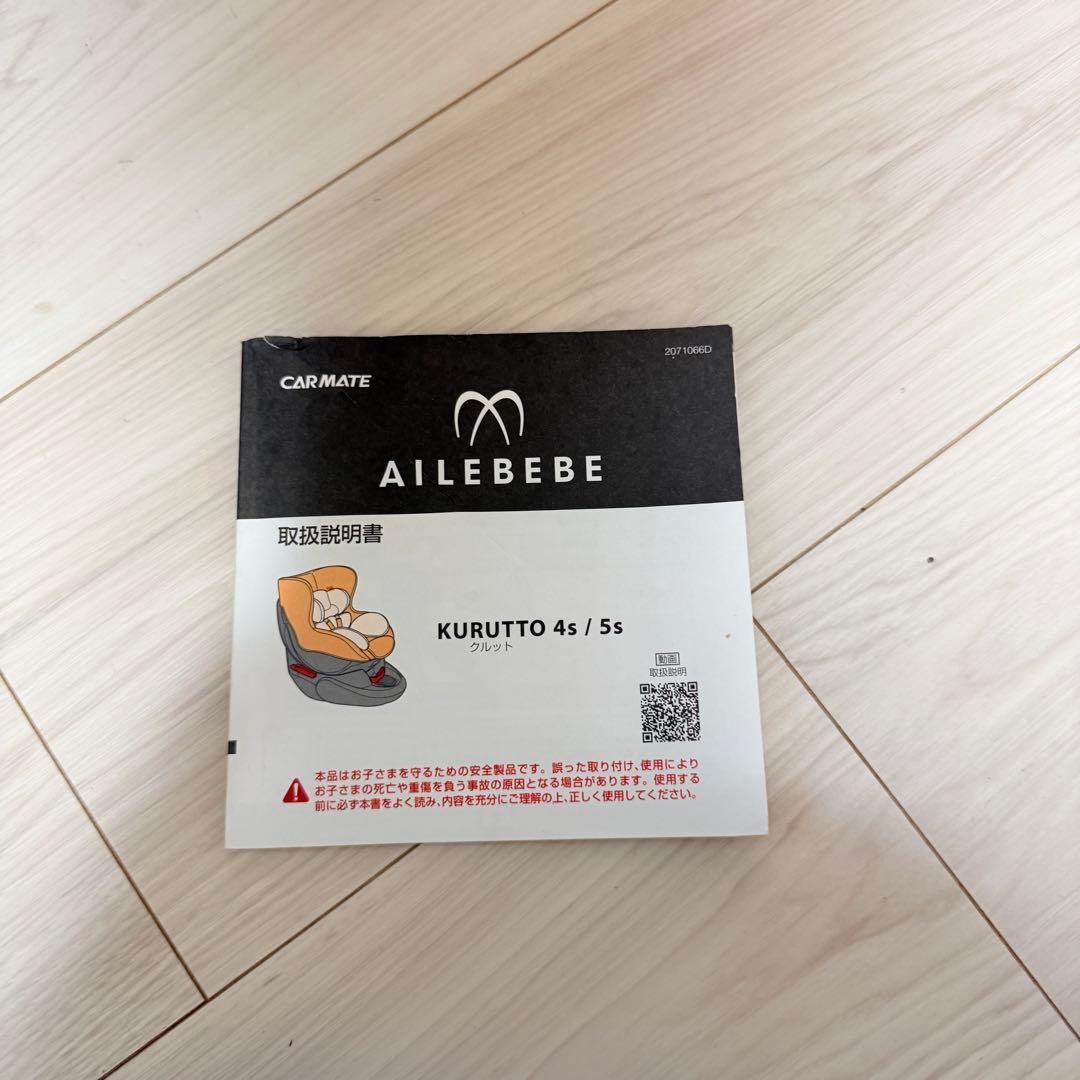 2071066D
CARMATE
AILEBEBE
取扱説明書
KURUTTO 4s / 5s
クルット
動画
取扱説明
本品はお子さまを守るための安全製品です。誤った取り付け、使用により
お子さまの死亡や重傷を負う事故の原因となる場合があります。使用する
前に必ず本書をよく読み、内容を充分にご理解の上、正しく使用してください。